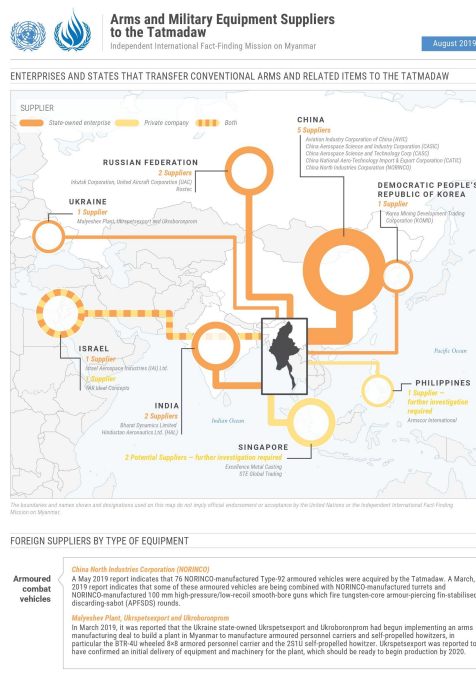 Arms and Military Equipment Suppliers
to the Tatmadaw
Independent International Fact-Finding Mission on Myanmar
August 2019
ENTERPRISES AND STATES THAT TRANSFER CONVENTIONAL ARMS AND RELATED ITEMS TO THE TATMADAW
SUPPLIER
State-owned enterprise
Private company
Both
CHINA
5 Suppliers
Aviation Industry Corporation of China (AVIC)
China Aerospace Science and Industry Corporation (CASIC)
China Aerospace Science and Technology Corp (CASC)
China National Aero-Technology Import & Export Corporation (CATIC)
China North Industries Corporation (NORINCO)
RUSSIAN FEDERATION
2 Suppliers
Irkutsk Corporation, United Aircraft Corporation (UAC)
Rostec
DEMOCRATIC PEOPLE'S
REPUBLIC OF KOREA
1 Supplier
Korea Mining Development Trading
Corporation (KOMID)
UKRAINE
1 Supplier
Malyshev Plant, Ukrspetsexport and Ukroboronprom
ISRAEL
1 Supplier
Israel Aerospace Industries (IAI) Ltd.
1 Supplier
TAR Ideal Concepts
INDIA
2 Suppliers
Bharat Dynamics Limited
Hindustan Aeronautics Ltd. (HAL)
Pacific Ocean
Indian Ocean
PHILIPPINES
1 Supplier —
further investigation
required
Armscor International
SINGAPORE
2 Potential Suppliers — further investigation required
Excellence Metal Casting
STE Global Trading
The boundaries and names shown and designations used on this map do not imply official endorsement or acceptance by the United Nations or the Independent International Fact-Finding
Mission on Myanmar.
FOREIGN SUPPLIERS BY TYPE OF EQUIPMENT
Armoured
combat
vehicles
China North Industries Corporation (NORINCO)
A May 2019 report indicates that 76 NORINCO-manufactured Type-92 armoured vehicles were acquired by the Tatmadaw. A March,
2019 report indicates that some of these armoured vehicles are being combined with NORINCO-manufactured turrets and
NORINCO-manufactured 100 mm high-pressure/low-recoil smooth-bore guns which fire tungsten-core armour-piercing fin-stabilised
discarding-sabot (APFSDS) rounds.
Malyshev Plant, Ukrspetsexport and Ukroboronprom
In March 2019, it was reported that the Ukraine state-owned Ukrspetsexport and Ukroboronprom had begun implementing an arms
manufacturing deal to build a plant in Myanmar to manufacture armoured personnel carriers and self-propelled howitzers, in
particular the BTR-4U wheeled 8×8 armored personnel carrier and the 2S1U self-propelled howitzer. Ukrspetsexport was reported to
have confirmed an initial delivery of equipment and machinery for the plant, which should be ready to begin production by 2020.